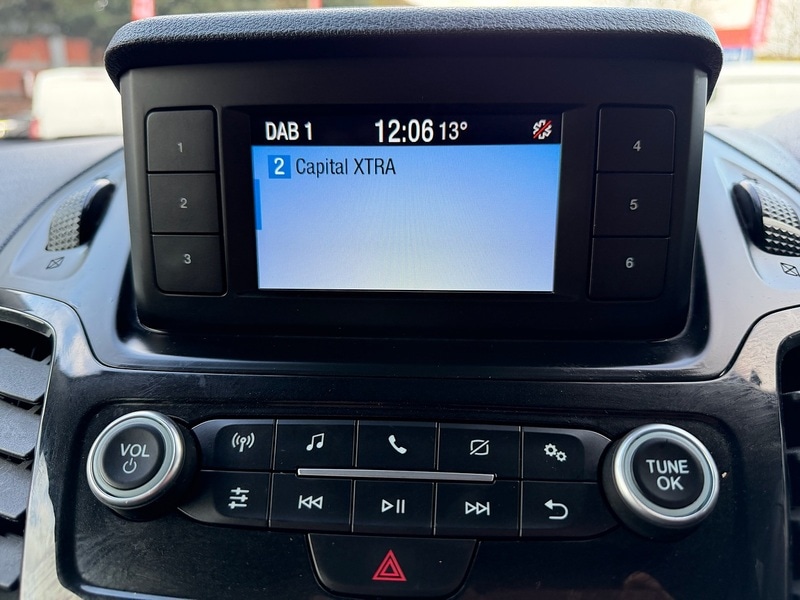 DAB 1 12:06 13°
2 Capital XTRA
1
2
3
4
5
6
VOL
TUNE
OK